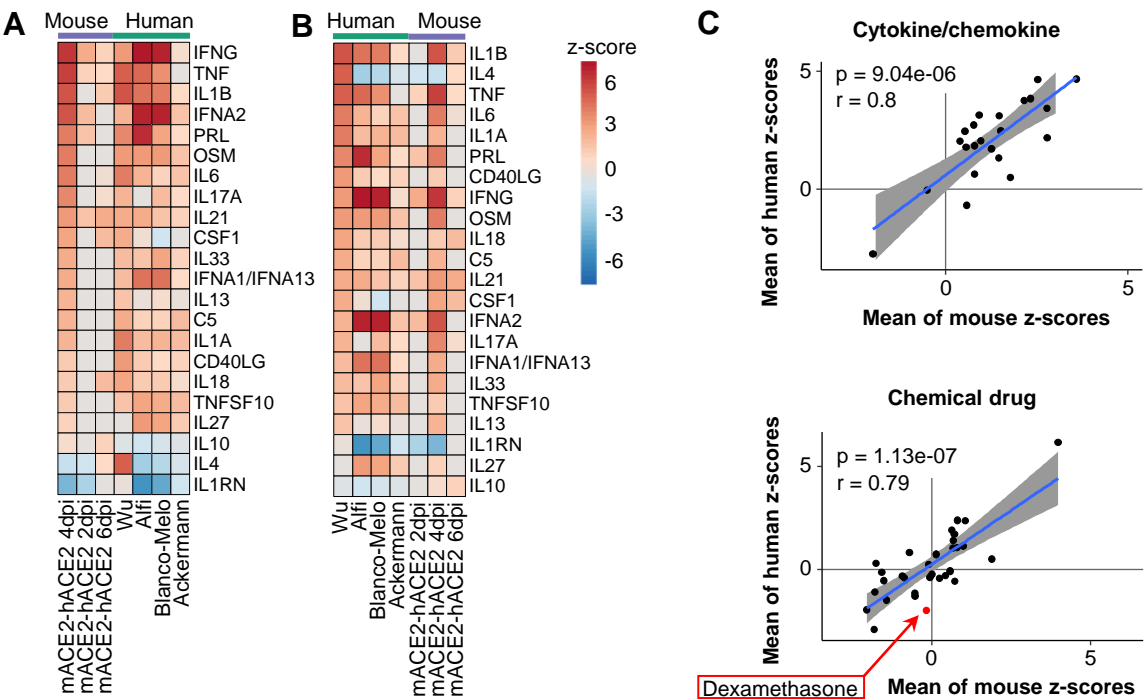 A
Mouse Human
IFNG
TNF
IL1B
IFNA2
PRL
OSM
IL6
IL17A
IL21
CSF1
IL33
IFNA1/IFNA13
IL13
C5
IL1A
CD40LG
IL18
TNFSF10
IL27
IL10
IL4
IL1RN
mACE2-hACE2 4dpi
mACE2-hACE2 2dpi
mACE2-hACE2 6dpi
Wu
Alfi
Blanco-Melo
Ackermann
B
Human Mouse
IL1B
IL4
TNF
IL6
IL1A
PRL
CD40LG
IFNG
OSM
IL18
C5
IL21
CSF1
IFNA2
IL17A
IFNA1/IFNA13
IL33
TNFSF10
IL13
IL1RN
IL27
IL10
Wu
Alfi
Blanco-Melo
Ackermann
mACE2-hACE2 2dpi
mACE2-hACE2 4dpi
mACE2-hACE2 6dpi
z-score
6
3
0
-3
-6
C
Cytokine/chemokine
p = 9.04e-06
r = 0.8
Mean of human z-scores
5
0
0 5
Mean of mouse z-scores
Chemical drug
p = 1.13e-07
r = 0.79
Mean of human z-scores
5
0
0 5
Dexamethasone
Mean of mouse z-scores